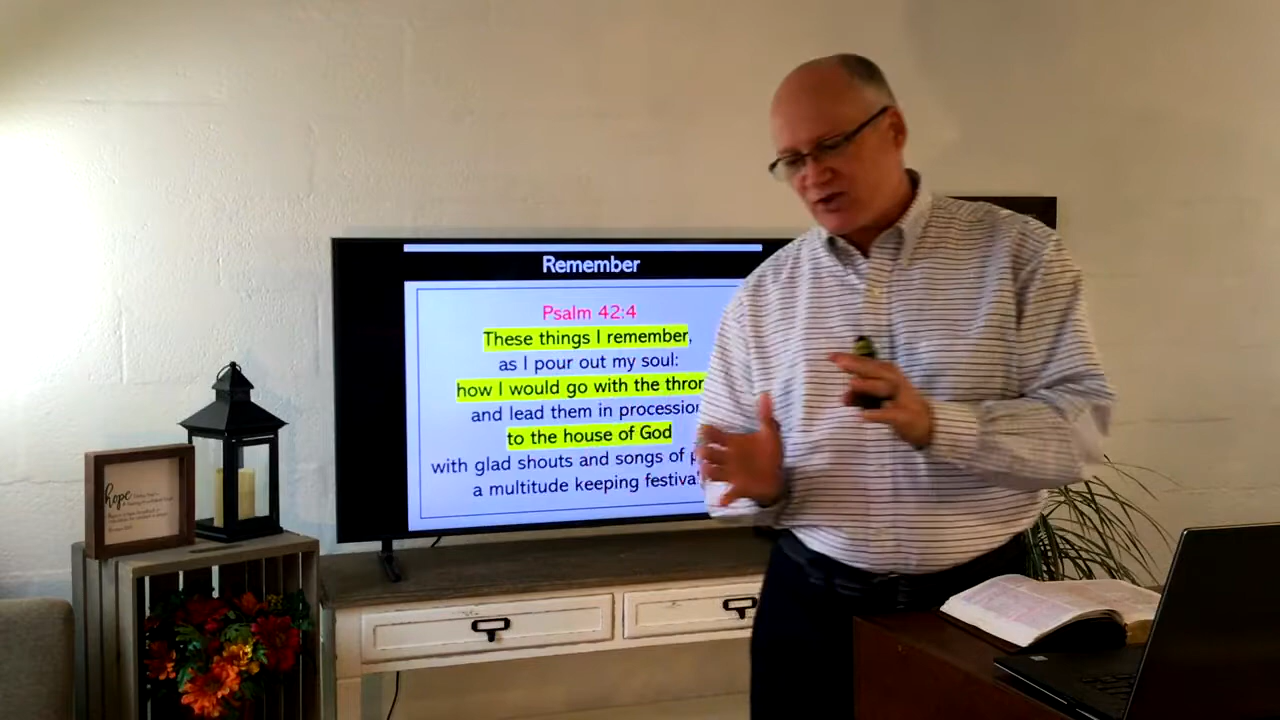 Remember
Psalm 42:4
These things I remember,
as I pour out my soul:
how I would go with the
and lead them in
to the house of God
with glad shouts and songs of
a multitude keeping
hope